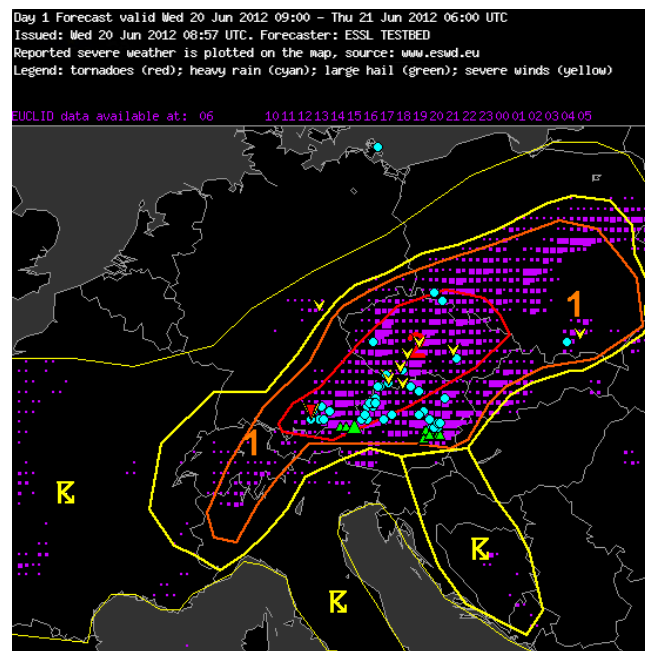 Day 1 Forecast valid Wed 20 Jun 2012 09:00 - Thu 21 Jun 2012 06:00 UTC
Issued: Wed 20 Jun 2012 08:57 UTC. Forecaster: ESSL TESTBED
Reported severe weather is plotted on the map, source: www.eswd.eu
Legend: tornadoes (red); heavy rain (cyan); large hail (green); severe winds (yellow)
EUCLID data available at: 06 10 11 12 13 14 15 16 17 18 19 20 21 22 23 00 01 02 03 04 05
1
1